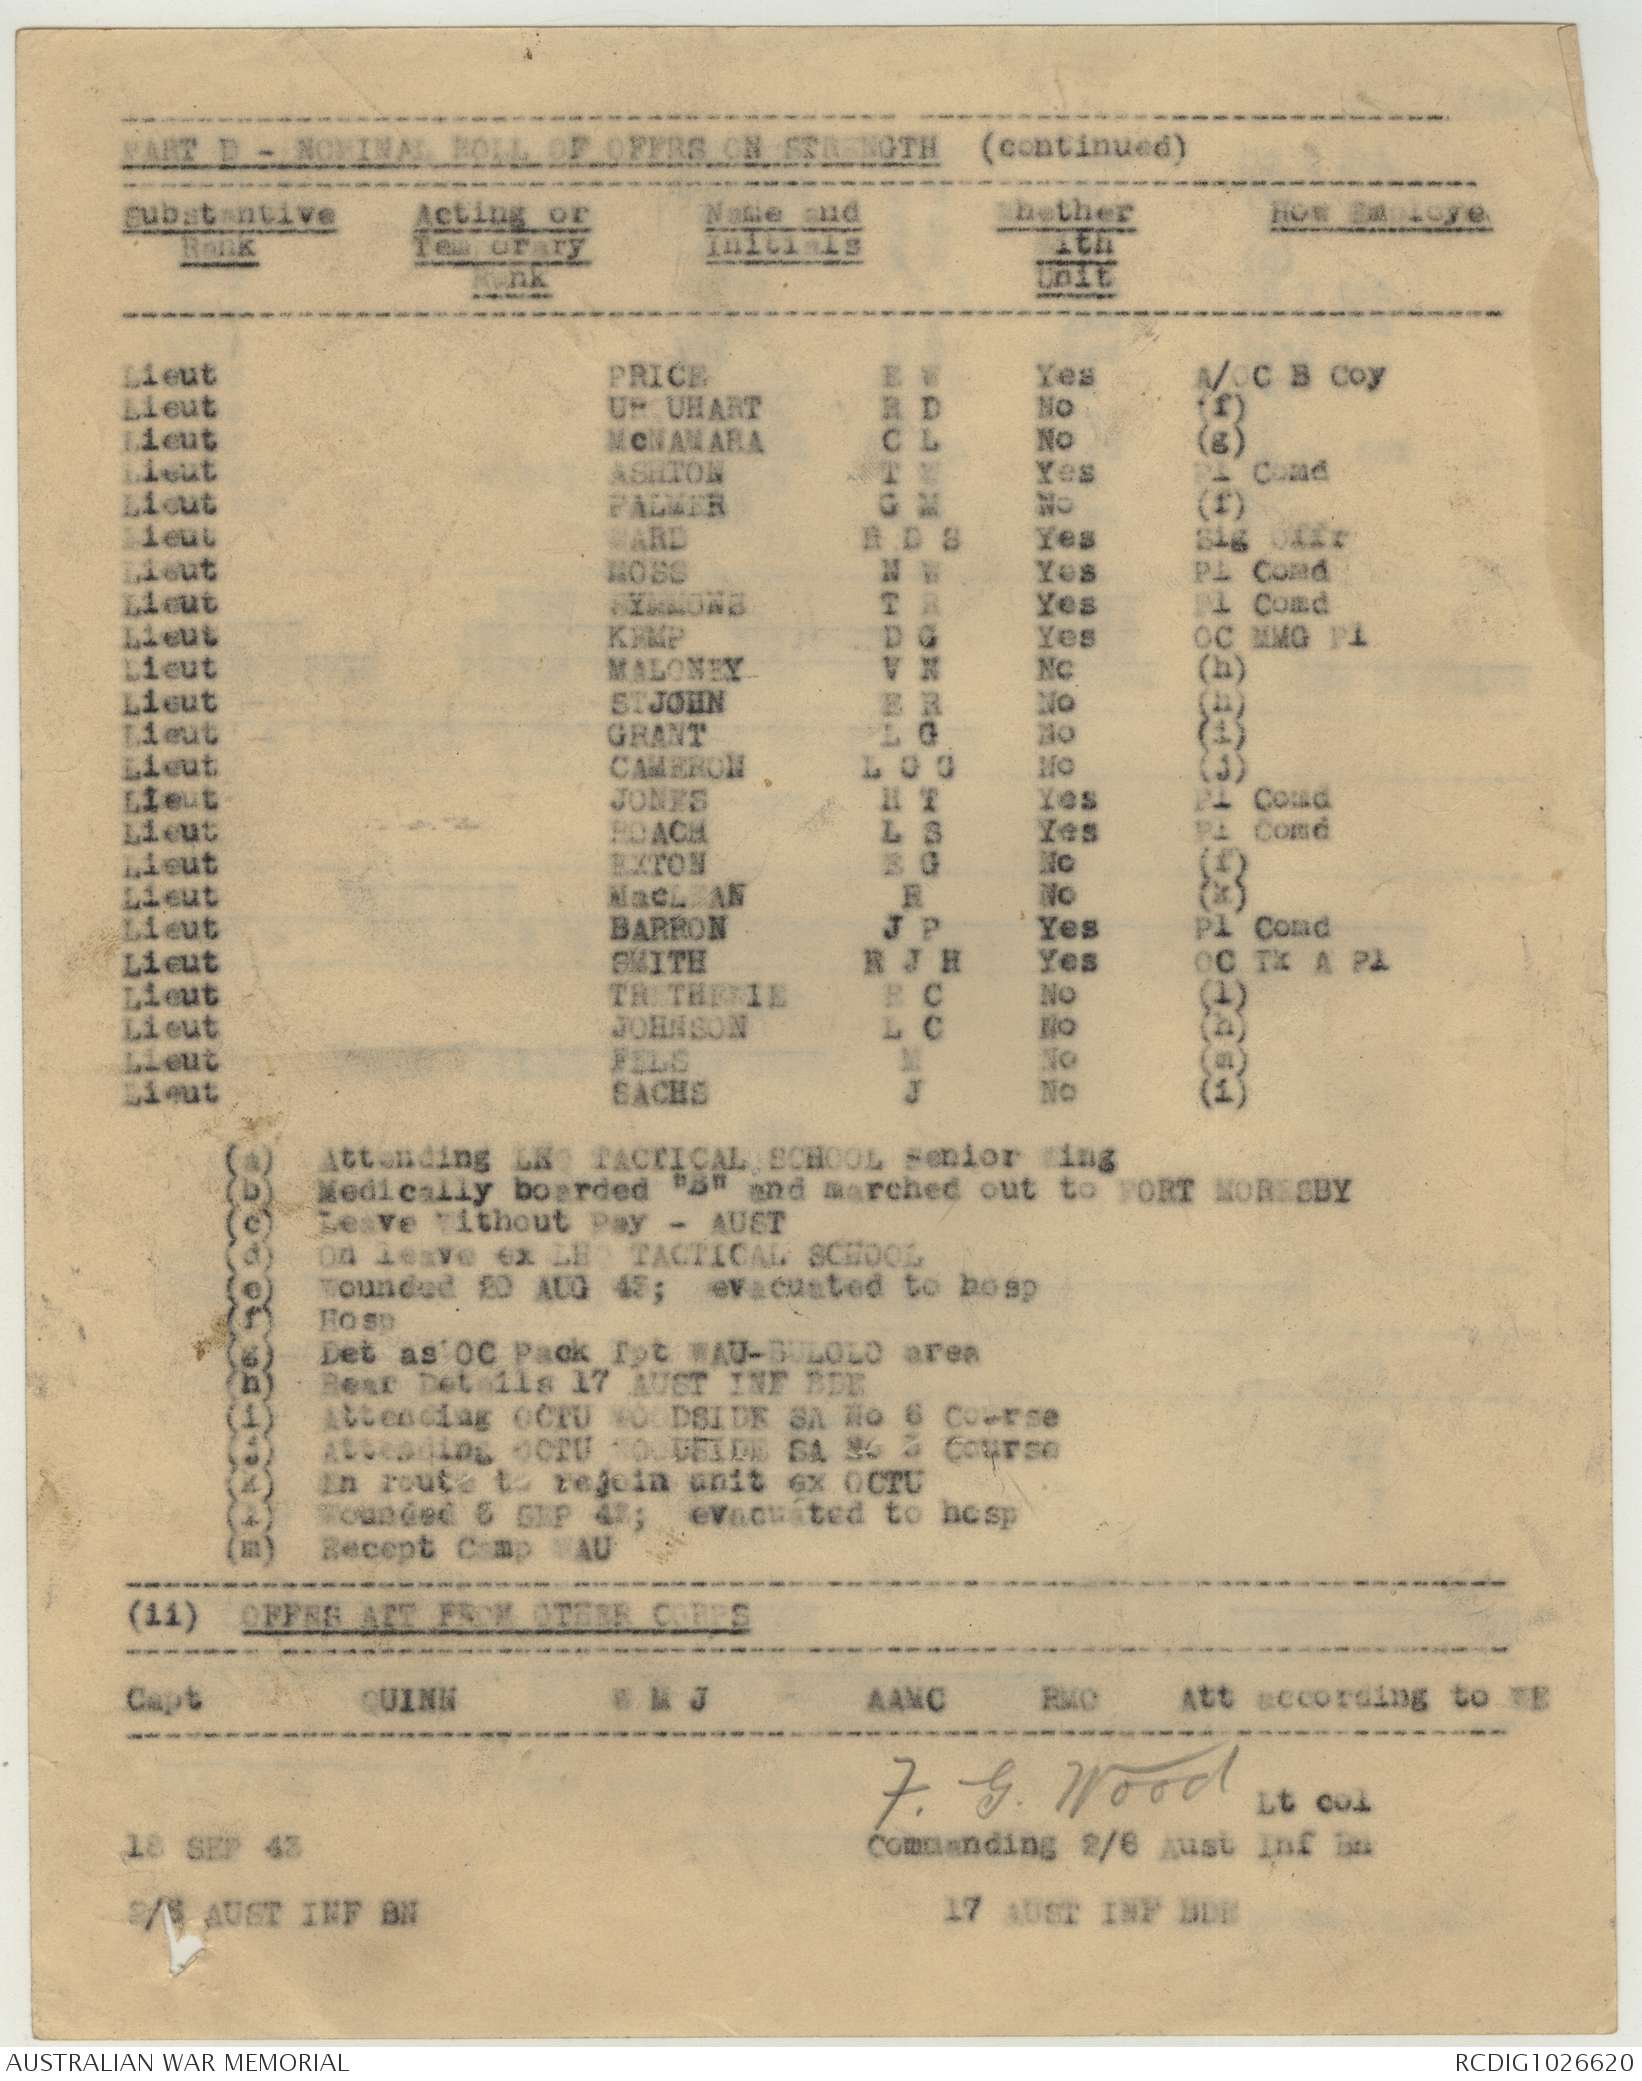 PART D - NOMINAL ROLL OF OFFRS ON STRENGTH (continued)
Substantive Acting or Name and Whether How Employe
Rank Temporary Initials With
Rank Unit
Lieut PRICE E W Yes A/OC B Coy
Lieut URQUHART R D No (f)
Lieut McNAMARA C L No (g)
Lieut ASHTON T Yes Pl Comd
Lieut PALMER G M No (f)
Lieut WARD R D S Yes Sig Offr
Lieut MOSS N W Yes Pl Comd
Lieut SYMMONS T R Yes Pl Comd
Lieut KEMP D G Yes OC MMG Pl
Lieut MALONEY V N No (h)
Lieut STJOHN E R No (h)
Lieut GRANT L G No (i)
Lieut CAMERON L G G No (j)
Lieut JONES H T Yes Pl Comd
Lieut ROACH L S Yes Pl Comd
Lieut EXTON E G No (f)
Lieut MacLEAN R No (k)
Lieut BARRON J P Yes Pl Comd
Lieut SMITH R J H Yes OC Tk A Pl
Lieut TRETHEWIE C No (l)
Lieut JOHNSON L C No (h)
Lieut FELS M No (m)
Lieut SACHS J No (i)
(a) Attending LHQ TACTICAL SCHOOL Senior Wing
(b) Medically boarded "B" and marched out to PORT MORESBY
(c) Leave Without Pay - AUST
(d) On leave ex LHQ TACTICAL SCHOOL
(e) Wounded 20 AUG 43; evacuated to hosp
(f) Hosp
(g) Det as OC Pack Tpt WAU-BULOLO area
(h) Rear Details 17 AUST INF BDE
(i) Attending OCTU WOODSIDE SA No 6 Course
(j) Attending OCTU WOODSIDE SA No Course
(k) En route to rejoin unit ex OCTU
(l) Wounded SEP 43; evacuated to hosp
(m) Recept Camp WAU
(ii) OFFRS ATT FROM OTHER CORPS
Capt QUINN W M J AAMC RMO Att according to WE
F. G. Wood Lt col
18 SEP 43 Commanding 2/6 Aust Inf Bn
2/6 AUST INF BN 17 AUST INF BDE
AUSTRALIAN WAR MEMORIAL RCDIG1026620